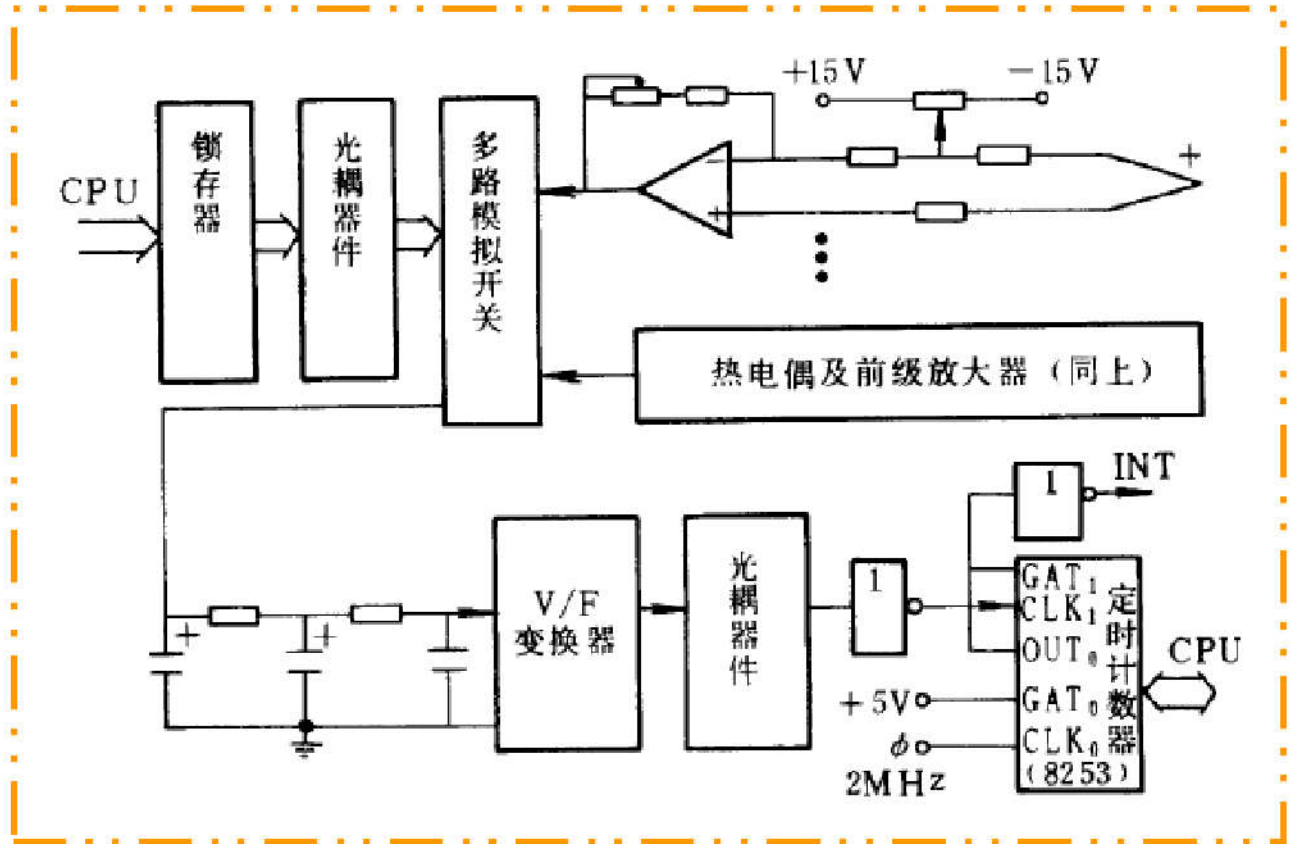 +15V
-15V
锁存器
光耦器件
多路模拟开关
CPU
-
+
+
热电偶及前级放大器（同上）
INT
1
V/F
变换器
光耦器件
1
GAT₁
CLK₁
OUT₀
GAT₀
CLK₀
定时计数器
(8253)
CPU
+
+
+5V
ϕ
2MHz